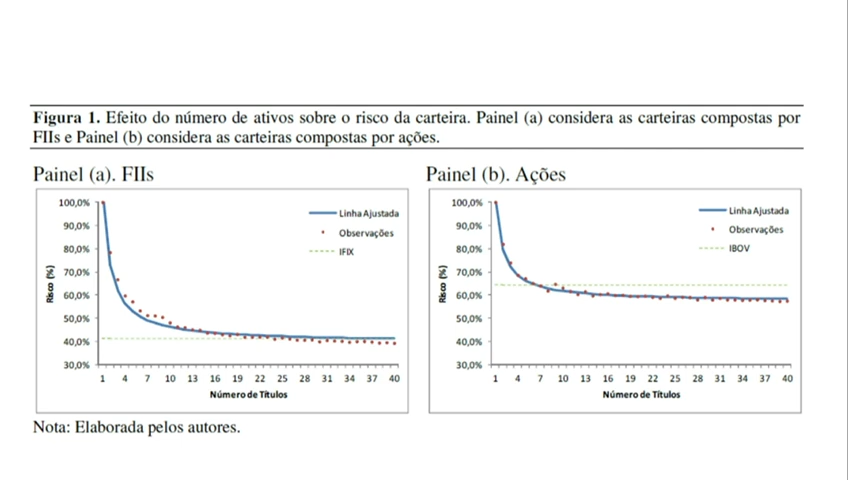 Figura 1. Efeito do número de ativos sobre o risco da carteira. Painel (a) considera as carteiras compostas por
FIIs e Painel (b) considera as carteiras compostas por ações.
Painel (a). FIIs
100,0%
90,0%
80,0%
70,0%
60,0%
50,0%
40,0%
30,0%
Risco (%)
Linha Ajustada
Observações
IFIX
1 4 7 10 13 16 19 22 25 28 31 34 37 40
Número de Títulos
Painel (b). Ações
100,0%
90,0%
80,0%
70,0%
60,0%
50,0%
40,0%
30,0%
Risco (%)
Linha Ajustada
Observações
IBOV
1 4 7 10 13 16 19 22 25 28 31 34 37 40
Número de Títulos
Nota: Elaborada pelos autores.